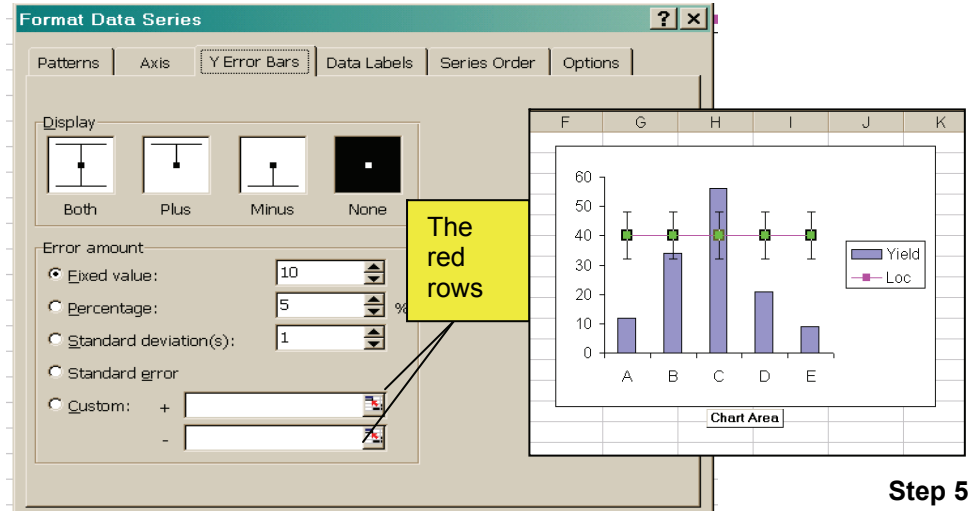 Format Data Series
? ×
Patterns Axis Y Error Bars Data Labels Series Order Options
Display
Both Plus Minus None
Error amount
Fixed value: 10
Percentage: 5 %
Standard deviation(s): 1
Standard error
Custom: +
-
The
red
rows
F G H I J K
60
50
40
30
20
10
0
A B C D E
Yield
Loc
Chart Area
Step 5